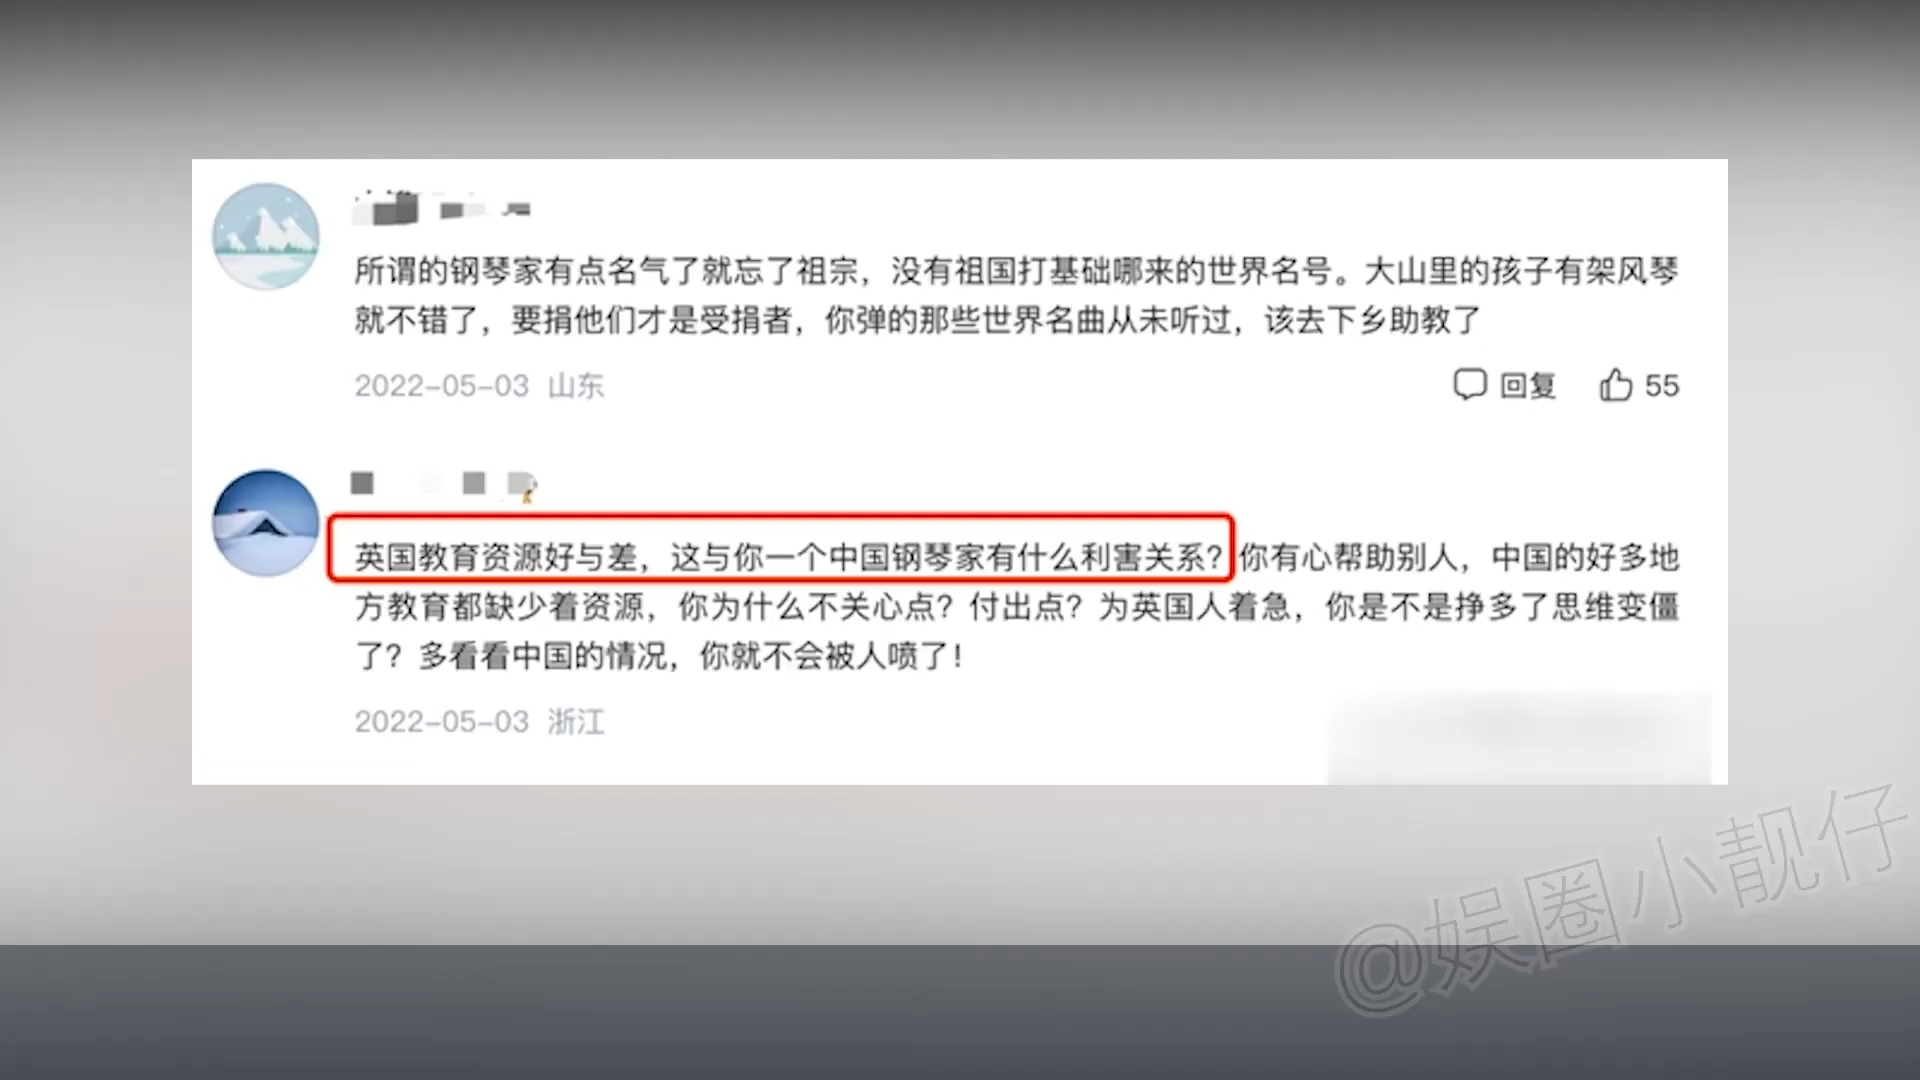 所谓的钢琴家有点名气了就忘了祖宗，没有祖国打基础哪来的世界名号。大山里的孩子有架风琴
就不错了，要捐他们才是受捐者，你弹的那些世界名曲从未听过，该去下乡助教了
2022-05-03 山东
回复 55
英国教育资源好与差，这与你一个中国钢琴家有什么利害关系？你有心帮助别人，中国的好多地
方教育都缺少着资源，你为什么不关心点？付出点？为英国人着急，你是不是挣多了思维变僵
了？多看看中国的情况，你就不会被人喷了！
2022-05-03 浙江
@娱圈小靓仔